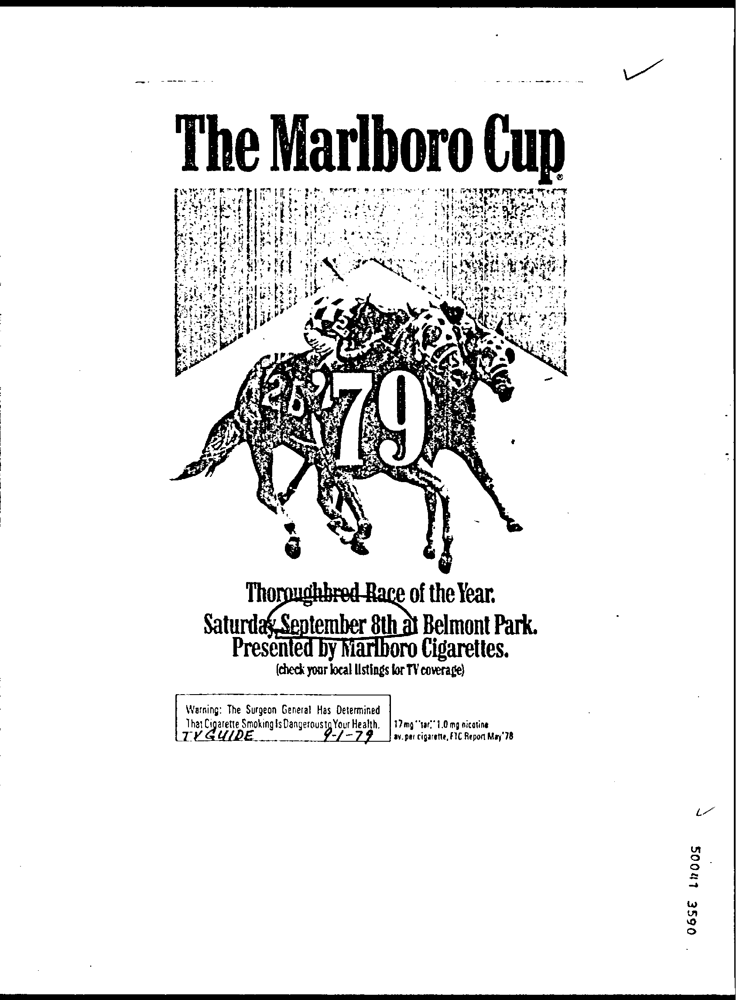 The Marlboro Cup®
2
25
'79
Thoroughbred Race of the Year.
Saturday, September 8th at Belmont Park.
Presented by Marlboro Cigarettes.
(check your local listings for TV coverage)
Warning: The Surgeon General Has Determined
That Cigarette Smoking Is Dangerous to Your Health.
TV GUIDE 9-1-79
17 mg "tar," 1.0 mg nicotine
av. per cigarette, FTC Report May '78
50041 3590